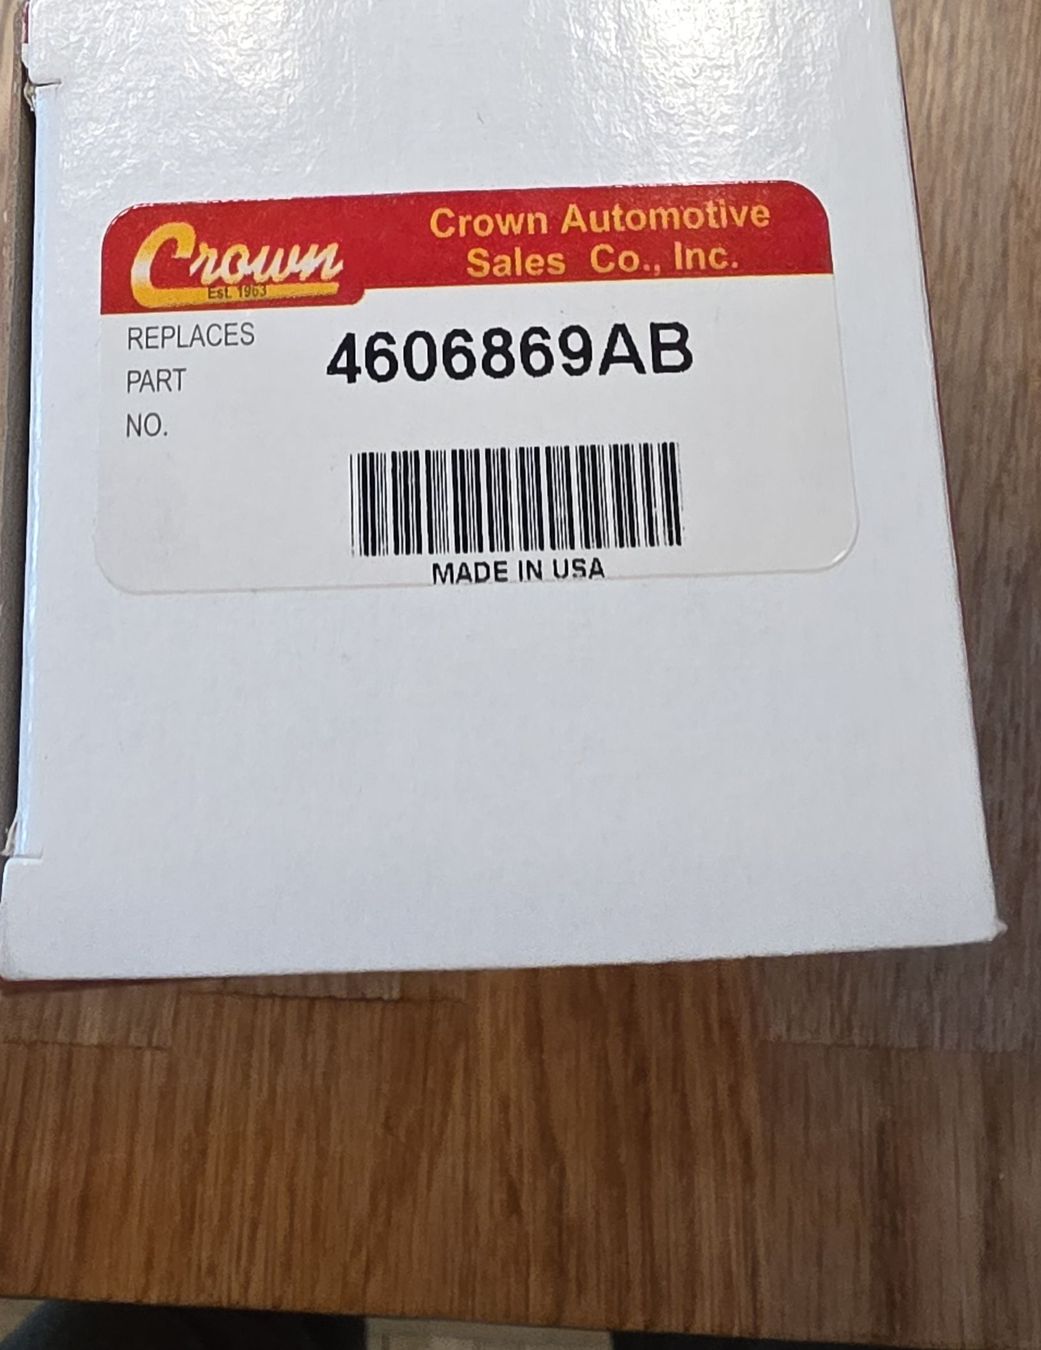 Crown
Est. 1963
Crown Automotive
Sales Co., Inc.
REPLACES
PART
NO.
4606869AB
MADE IN USA